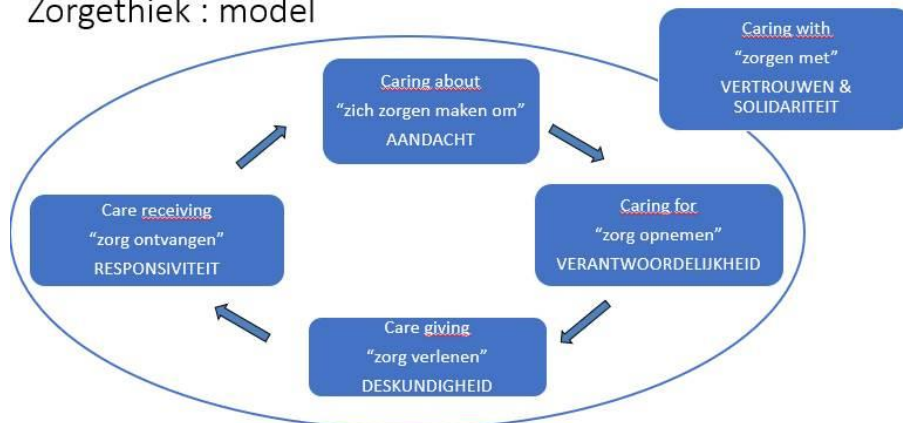 Zorgethiek : model
Caring with
"zorgen met"
VERTROUWEN &
SOLIDARITEIT
Caring about
"zich zorgen maken om"
AANDACHT
Caring for
"zorg opnemen"
VERANTWOORDELIJKHEID
Care giving
"zorg verlenen"
DESKUNDIGHEID
Care receiving
"zorg ontvangen"
RESPONSIVITEIT